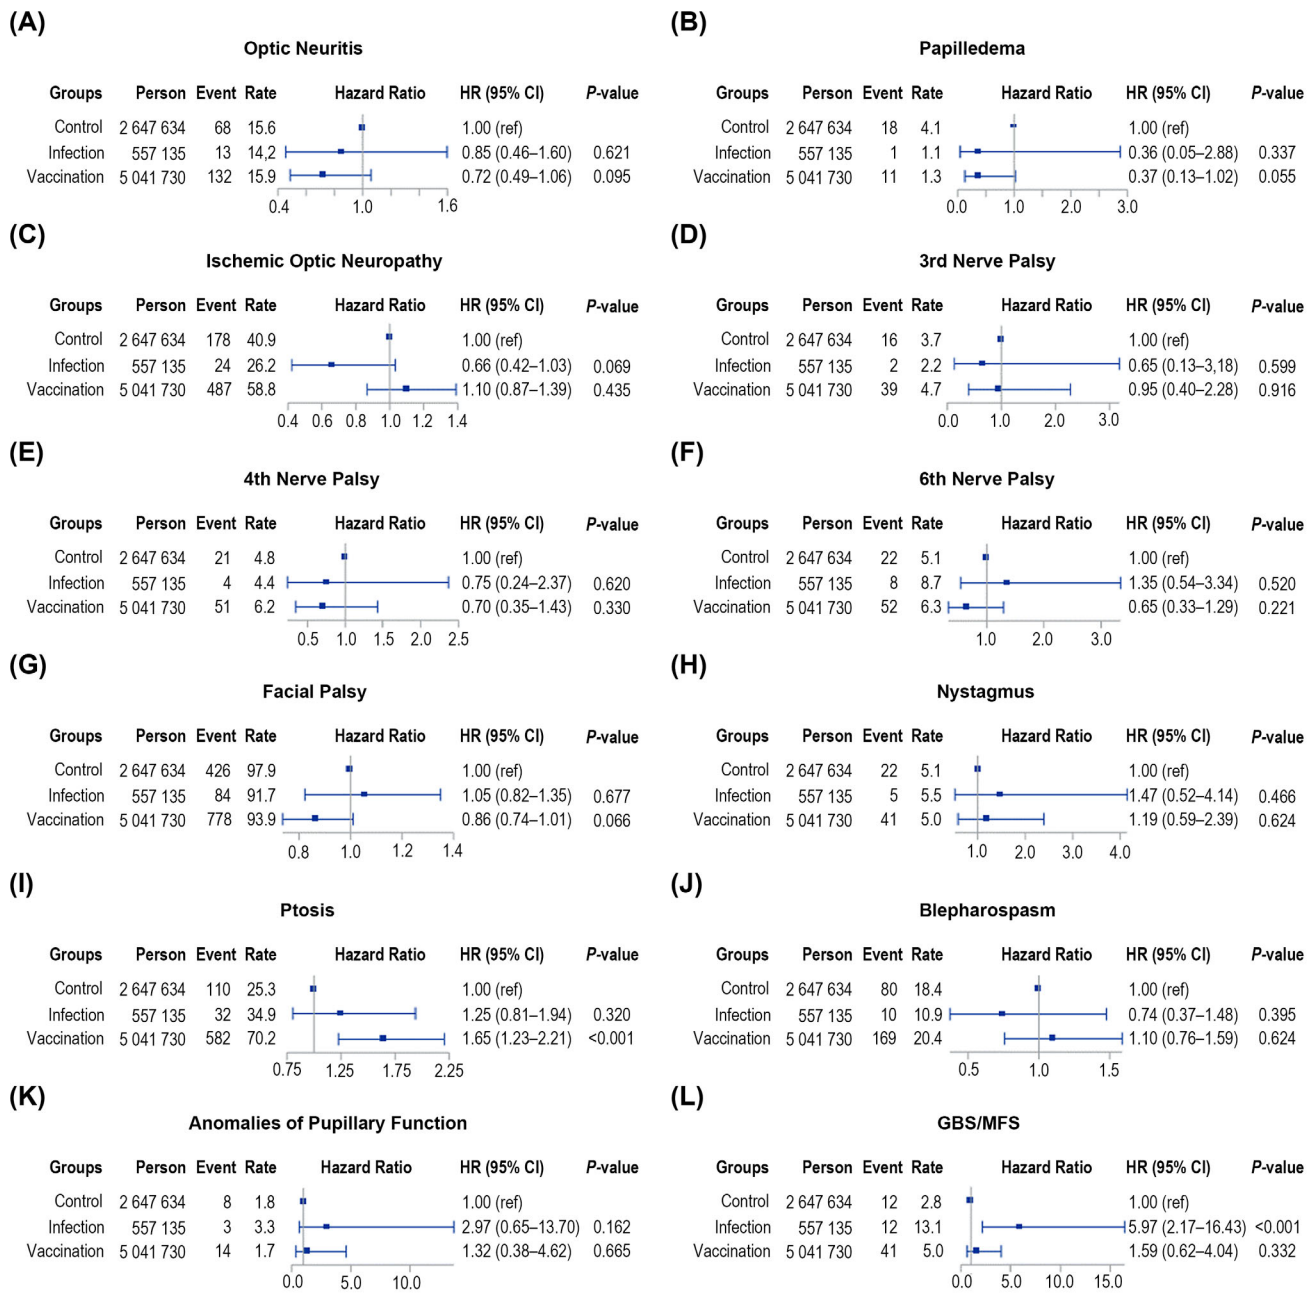 (A)
Optic Neuritis
Groups Person Event Rate Hazard Ratio HR (95% CI) P-value
Control 2 647 634 68 15.6 1.00 (ref)
Infection 557 135 13 14,2 0.85 (0.46–1.60) 0.621
Vaccination 5 041 730 132 15.9 0.72 (0.49–1.06) 0.095
0.4 1.0 1.6
(B)
Papilledema
Groups Person Event Rate Hazard Ratio HR (95% CI) P-value
Control 2 647 634 18 4.1 1.00 (ref)
Infection 557 135 1 1.1 0.36 (0.05–2.88) 0.337
Vaccination 5 041 730 11 1.3 0.37 (0.13–1.02) 0.055
0.0 1.0 2.0 3.0
(C)
Ischemic Optic Neuropathy
Groups Person Event Rate Hazard Ratio HR (95% CI) P-value
Control 2 647 634 178 40.9 1.00 (ref)
Infection 557 135 24 26.2 0.66 (0.42–1.03) 0.069
Vaccination 5 041 730 487 58.8 1.10 (0.87–1.39) 0.435
0.4 0.6 0.8 1.0 1.2 1.4
(D)
3rd Nerve Palsy
Groups Person Event Rate Hazard Ratio HR (95% CI) P-value
Control 2 647 634 16 3.7 1.00 (ref)
Infection 557 135 2 2.2 0.65 (0.13–3,18) 0.599
Vaccination 5 041 730 39 4.7 0.95 (0.40–2.28) 0.916
0.0 1.0 2.0 3.0
(E)
4th Nerve Palsy
Groups Person Event Rate Hazard Ratio HR (95% CI) P-value
Control 2 647 634 21 4.8 1.00 (ref)
Infection 557 135 4 4.4 0.75 (0.24–2.37) 0.620
Vaccination 5 041 730 51 6.2 0.70 (0.35–1.43) 0.330
0.5 1.0 1.5 2.0 2.5
(F)
6th Nerve Palsy
Groups Person Event Rate Hazard Ratio HR (95% CI) P-value
Control 2 647 634 22 5.1 1.00 (ref)
Infection 557 135 8 8.7 1.35 (0.54–3.34) 0.520
Vaccination 5 041 730 52 6.3 0.65 (0.33–1.29) 0.221
1.0 2.0 3.0
(G)
Facial Palsy
Groups Person Event Rate Hazard Ratio HR (95% CI) P-value
Control 2 647 634 426 97.9 1.00 (ref)
Infection 557 135 84 91.7 1.05 (0.82–1.35) 0.677
Vaccination 5 041 730 778 93.9 0.86 (0.74–1.01) 0.066
0.8 1.0 1.2 1.4
(H)
Nystagmus
Groups Person Event Rate Hazard Ratio HR (95% CI) P-value
Control 2 647 634 22 5.1 1.00 (ref)
Infection 557 135 5 5.5 1.47 (0.52–4.14) 0.466
Vaccination 5 041 730 41 5.0 1.19 (0.59–2.39) 0.624
1.0 2.0 3.0 4.0
(I)
Ptosis
Groups Person Event Rate Hazard Ratio HR (95% CI) P-value
Control 2 647 634 110 25.3 1.00 (ref)
Infection 557 135 32 34.9 1.25 (0.81–1.94) 0.320
Vaccination 5 041 730 582 70.2 1.65 (1.23–2.21) <0.001
0.75 1.25 1.75 2.25
(J)
Blepharospasm
Groups Person Event Rate Hazard Ratio HR (95% CI) P-value
Control 2 647 634 80 18.4 1.00 (ref)
Infection 557 135 10 10.9 0.74 (0.37–1.48) 0.395
Vaccination 5 041 730 169 20.4 1.10 (0.76–1.59) 0.624
0.5 1.0 1.5
(K)
Anomalies of Pupillary Function
Groups Person Event Rate Hazard Ratio HR (95% CI) P-value
Control 2 647 634 8 1.8 1.00 (ref)
Infection 557 135 3 3.3 2.97 (0.65–13.70) 0.162
Vaccination 5 041 730 14 1.7 1.32 (0.38–4.62) 0.665
0.0 5.0 10.0
(L)
GBS/MFS
Groups Person Event Rate Hazard Ratio HR (95% CI) P-value
Control 2 647 634 12 2.8 1.00 (ref)
Infection 557 135 12 13.1 5.97 (2.17–16.43) <0.001
Vaccination 5 041 730 41 5.0 1.59 (0.62–4.04) 0.332
0.0 5.0 10.0 15.0